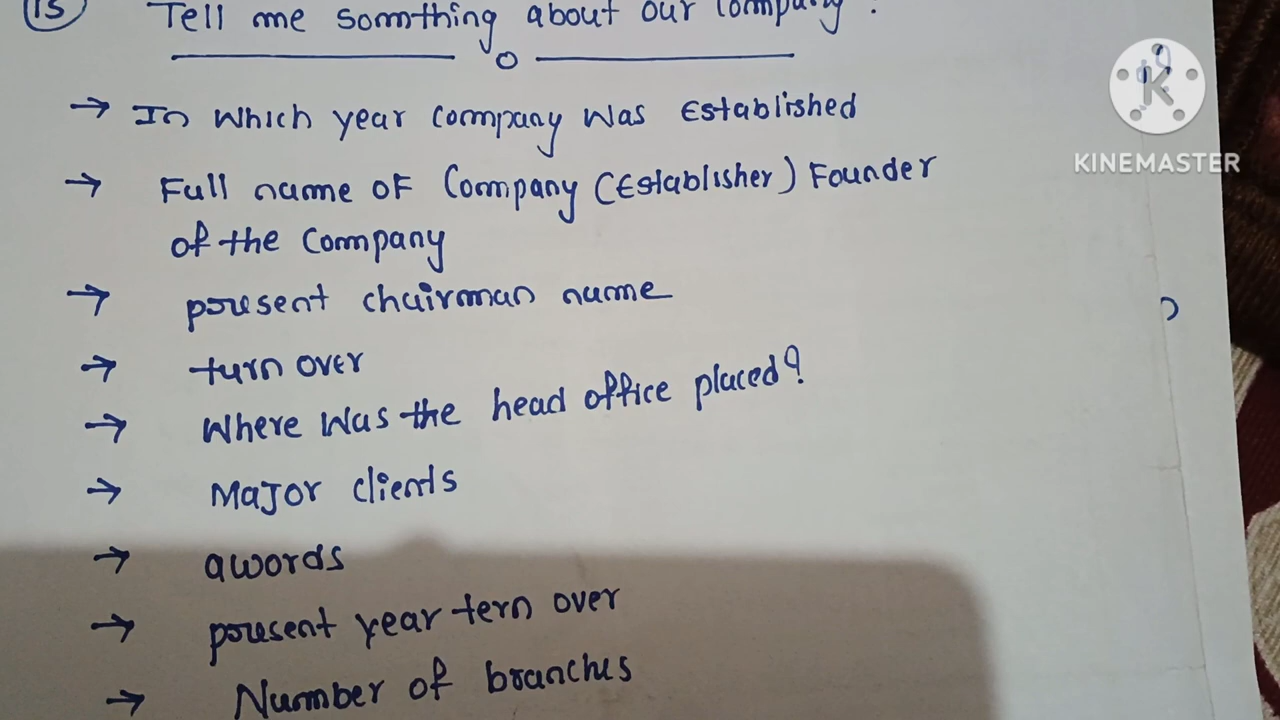 15 Tell me somthing about our company ?
→ In which year company was Established
→ Full name of Company (Establisher) Founder
of the company
→ present chairman name
→ turn over
→ Where was the head office placed?
→ Major clients
→ awords
→ present year tern over
→ Number of branches
K
KINEMASTER